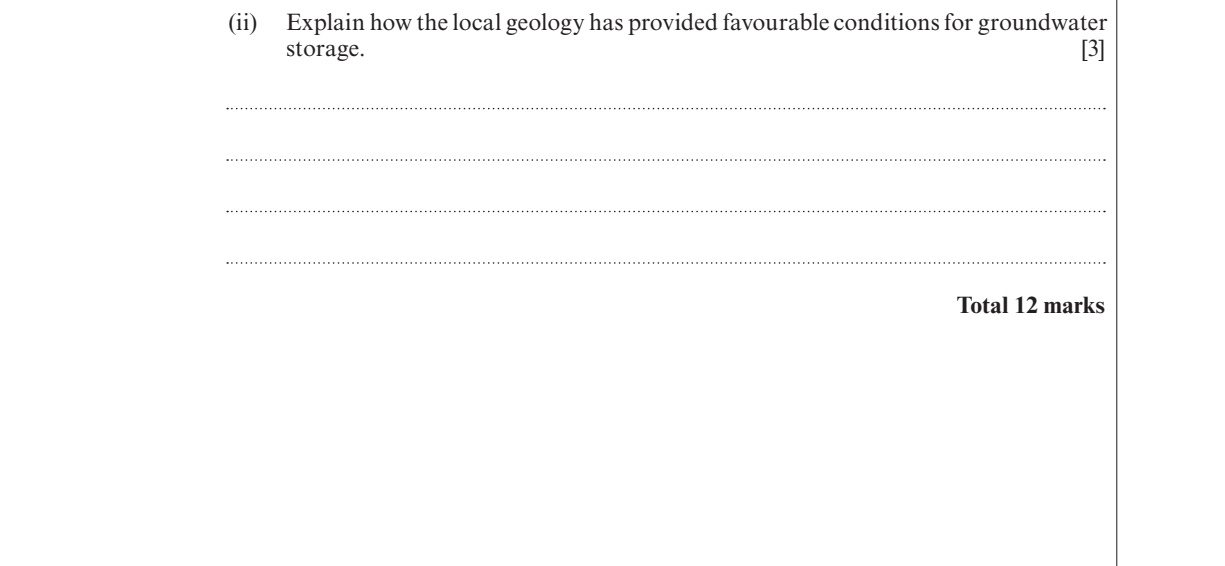 (ii) Explain how the local geology has provided favourable conditions for groundwater
storage. [3]
Total 12 marks